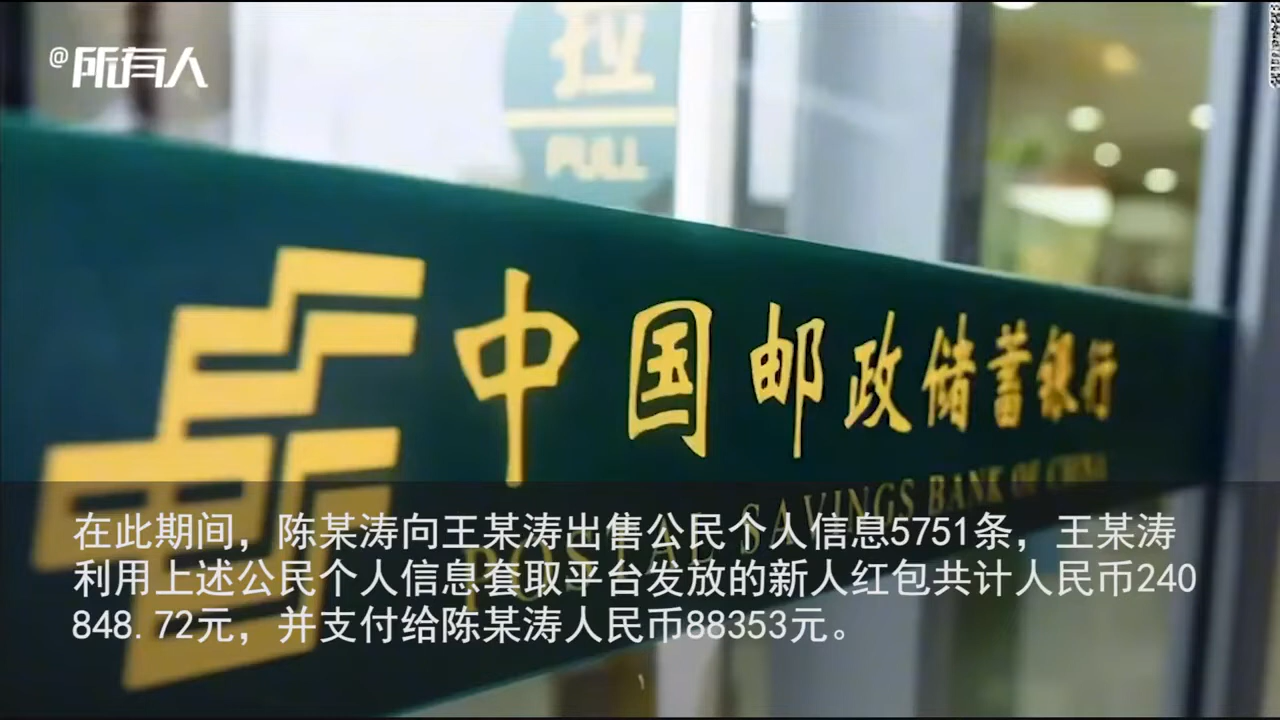 @所有人
拉
PULL
中国邮政储蓄银行
POSTAL SAVINGS BANK OF CHINA
在此期间，陈某涛向王某涛出售公民个人信息5751条，王某涛
利用上述公民个人信息套取平台发放的新人红包共计人民币240
848.72元，并支付给陈某涛人民币88353元。